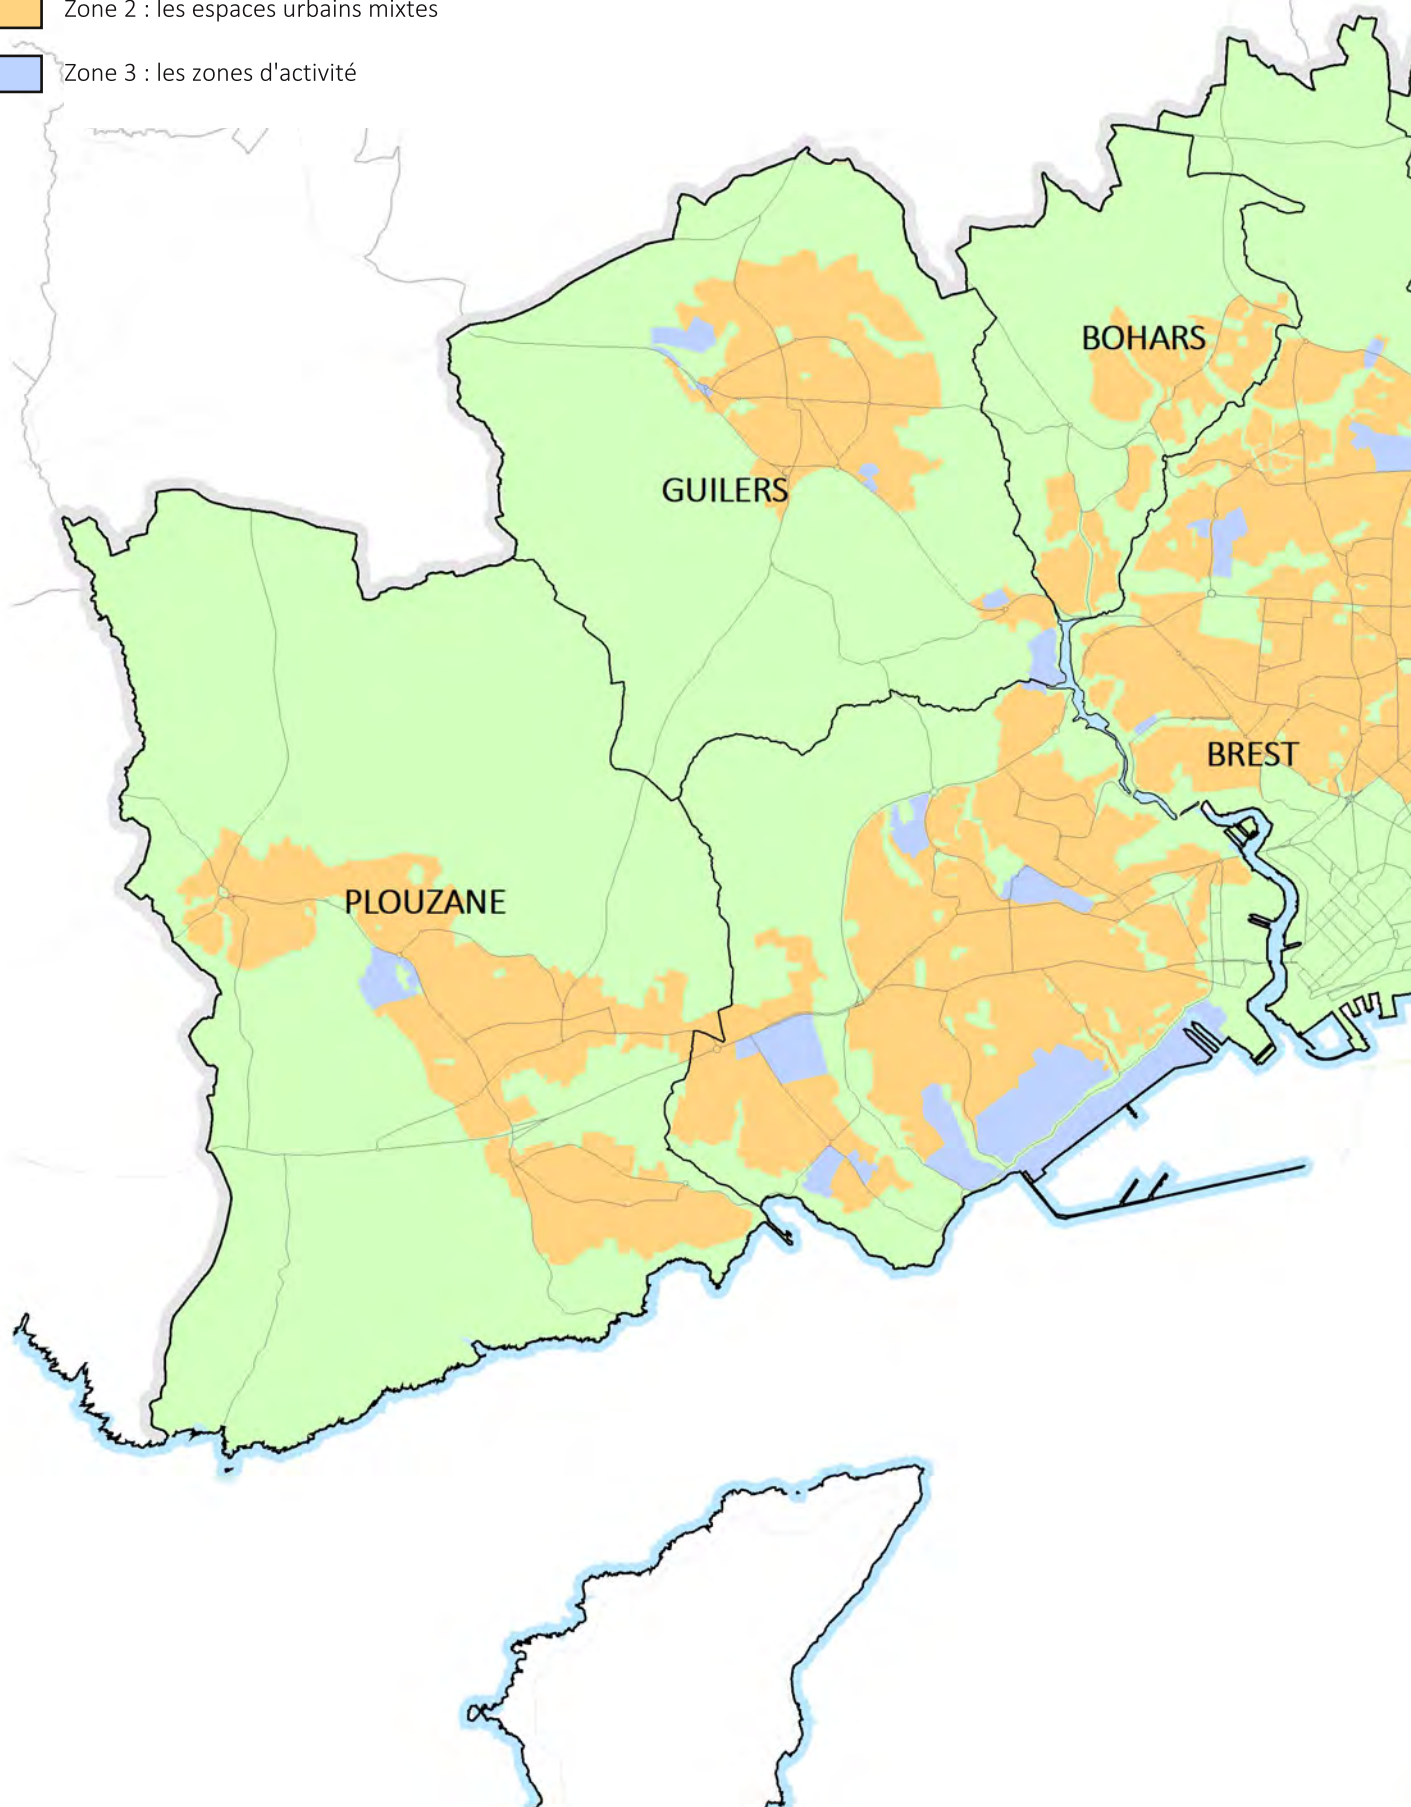 Zone 2 : les espaces urbains mixtes
Zone 3 : les zones d'activité
BOHARS
GUILERS
BREST
PLOUZANE